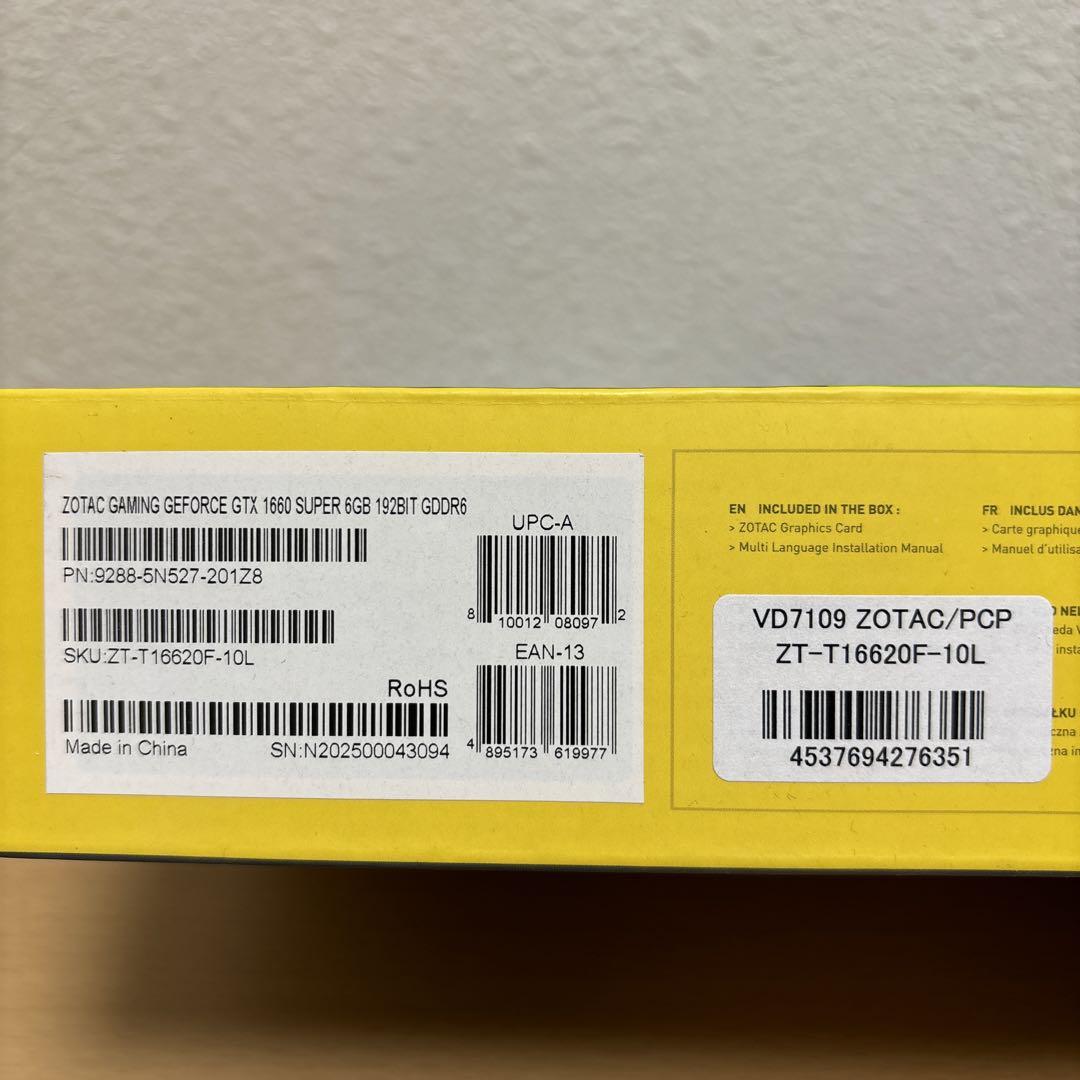 ZOTAC GAMING GEFORCE GTX 1660 SUPER 6GB 192BIT GDDR6
PN:9288-5N527-201Z8
SKU:ZT-T16620F-10L
RoHS
Made in China SN:N202500043094
UPC-A
8 10012 08097 2
EAN-13
4 895173 619977
EN INCLUDED IN THE BOX :
> ZOTAC Graphics Card
> Multi Language Installation Manual
FR INCLUS DAN
> Carte graphique
> Manuel d'utilisa
VD7109 ZOTAC/PCP
ZT-T16620F-10L
4537694276351